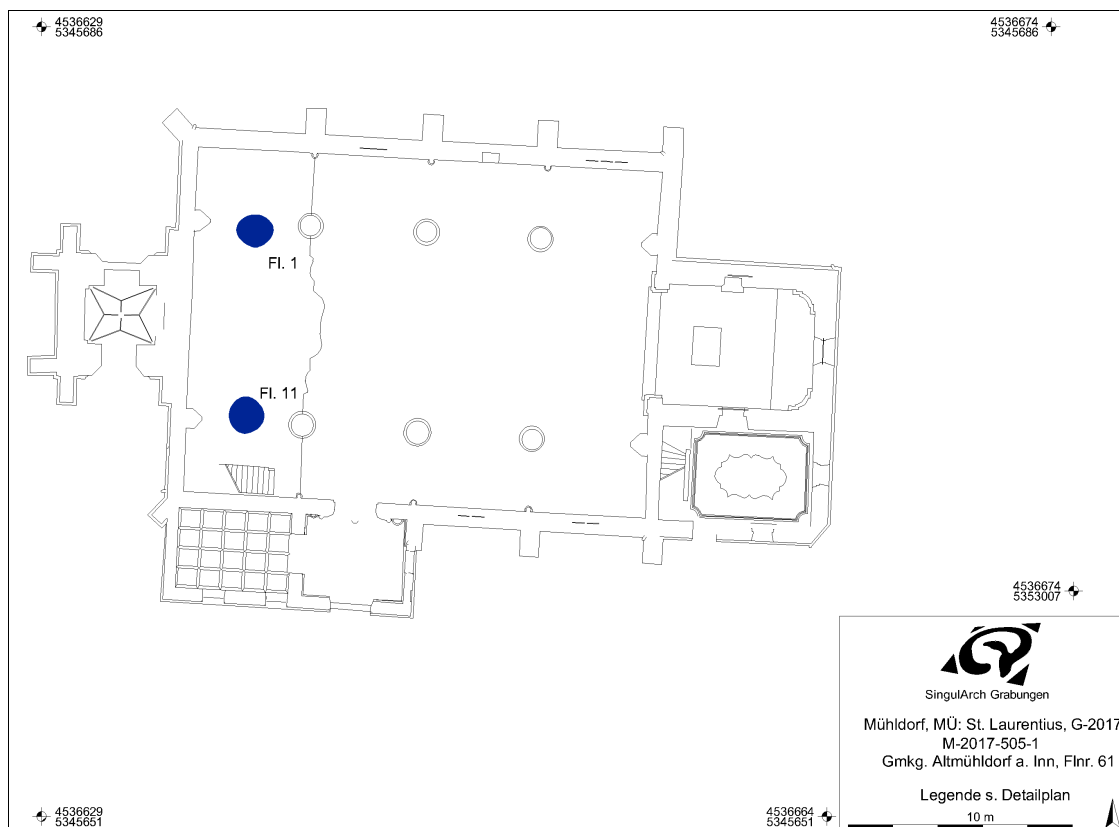 4536629
5345686
4536674
5345686
Fl. 1
Fl. 11
4536674
5353007
SingulArch Grabungen
Mühldorf, MÜ: St. Laurentius, G-2017
M-2017-505-1
Gmkg. Altmühldorf a. Inn, Flnr. 61
Legende s. Detailplan
4536629
5345651
4536664
5345651
10 m